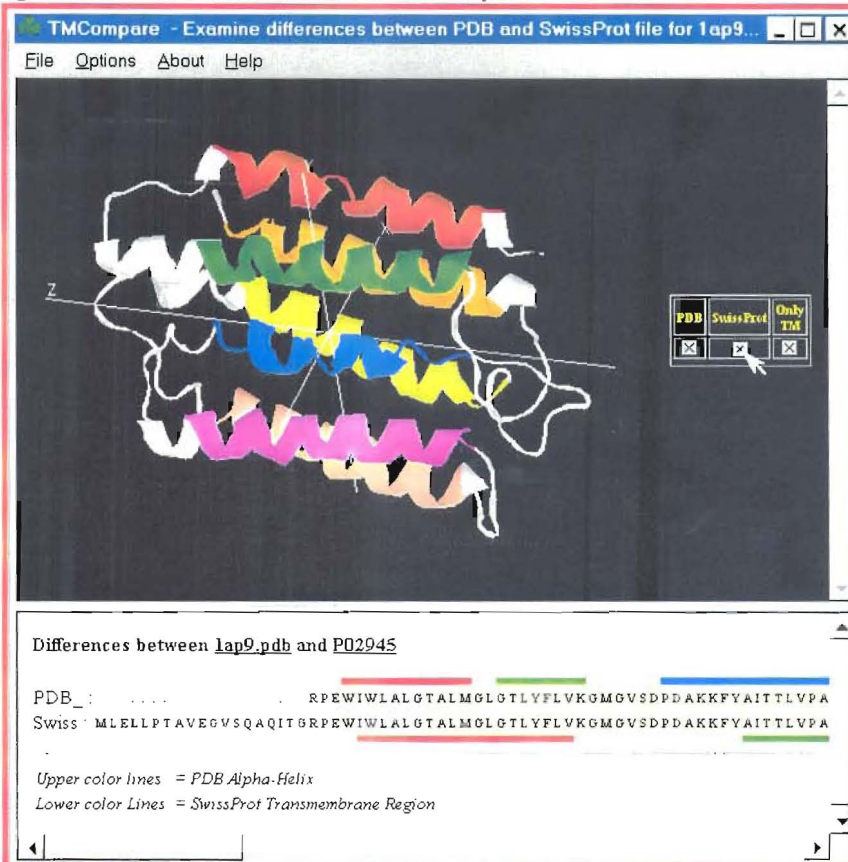 TMCompare - Examine differences between PDB and SwissProt file for 1ap9...
File Options About Help
Z
PDB SwissProt Only TM
Differences between 1ap9.pdb and P02945
PDB_: .... . RPEWIWLALGTALMGLGTLYFLVKGMGVSDPDAKKFYAITTLVPA
Swiss: MLELLPTAVEGVSQAQITGRPEWIWLALGTALMGLGTLYFLVKGMGVSDPDAKKFYAITTLVPA
Upper color lines = PDB Alpha-Helix
Lower color Lines = SwissProt Transmembrane Region